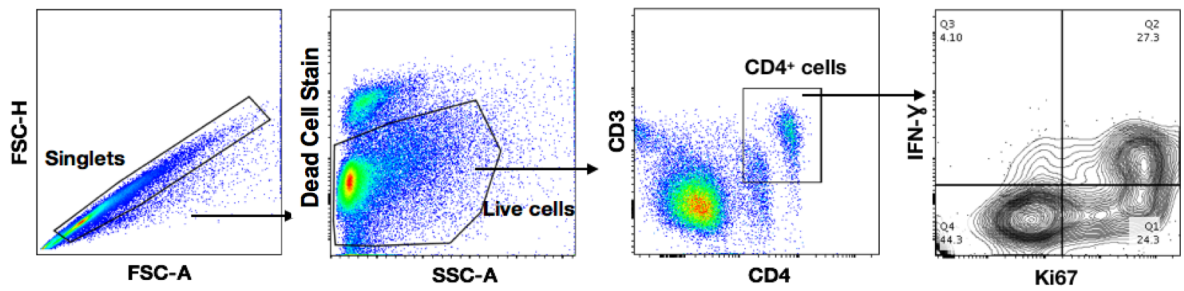 FSC-H
Singlets
FSC-A
Dead Cell Stain
Live cells
SSC-A
CD3
CD4⁺ cells
CD4
IFN-Ɣ
Q3
4.10
Q2
27.3
Q4
44.3
Q1
24.3
Ki67